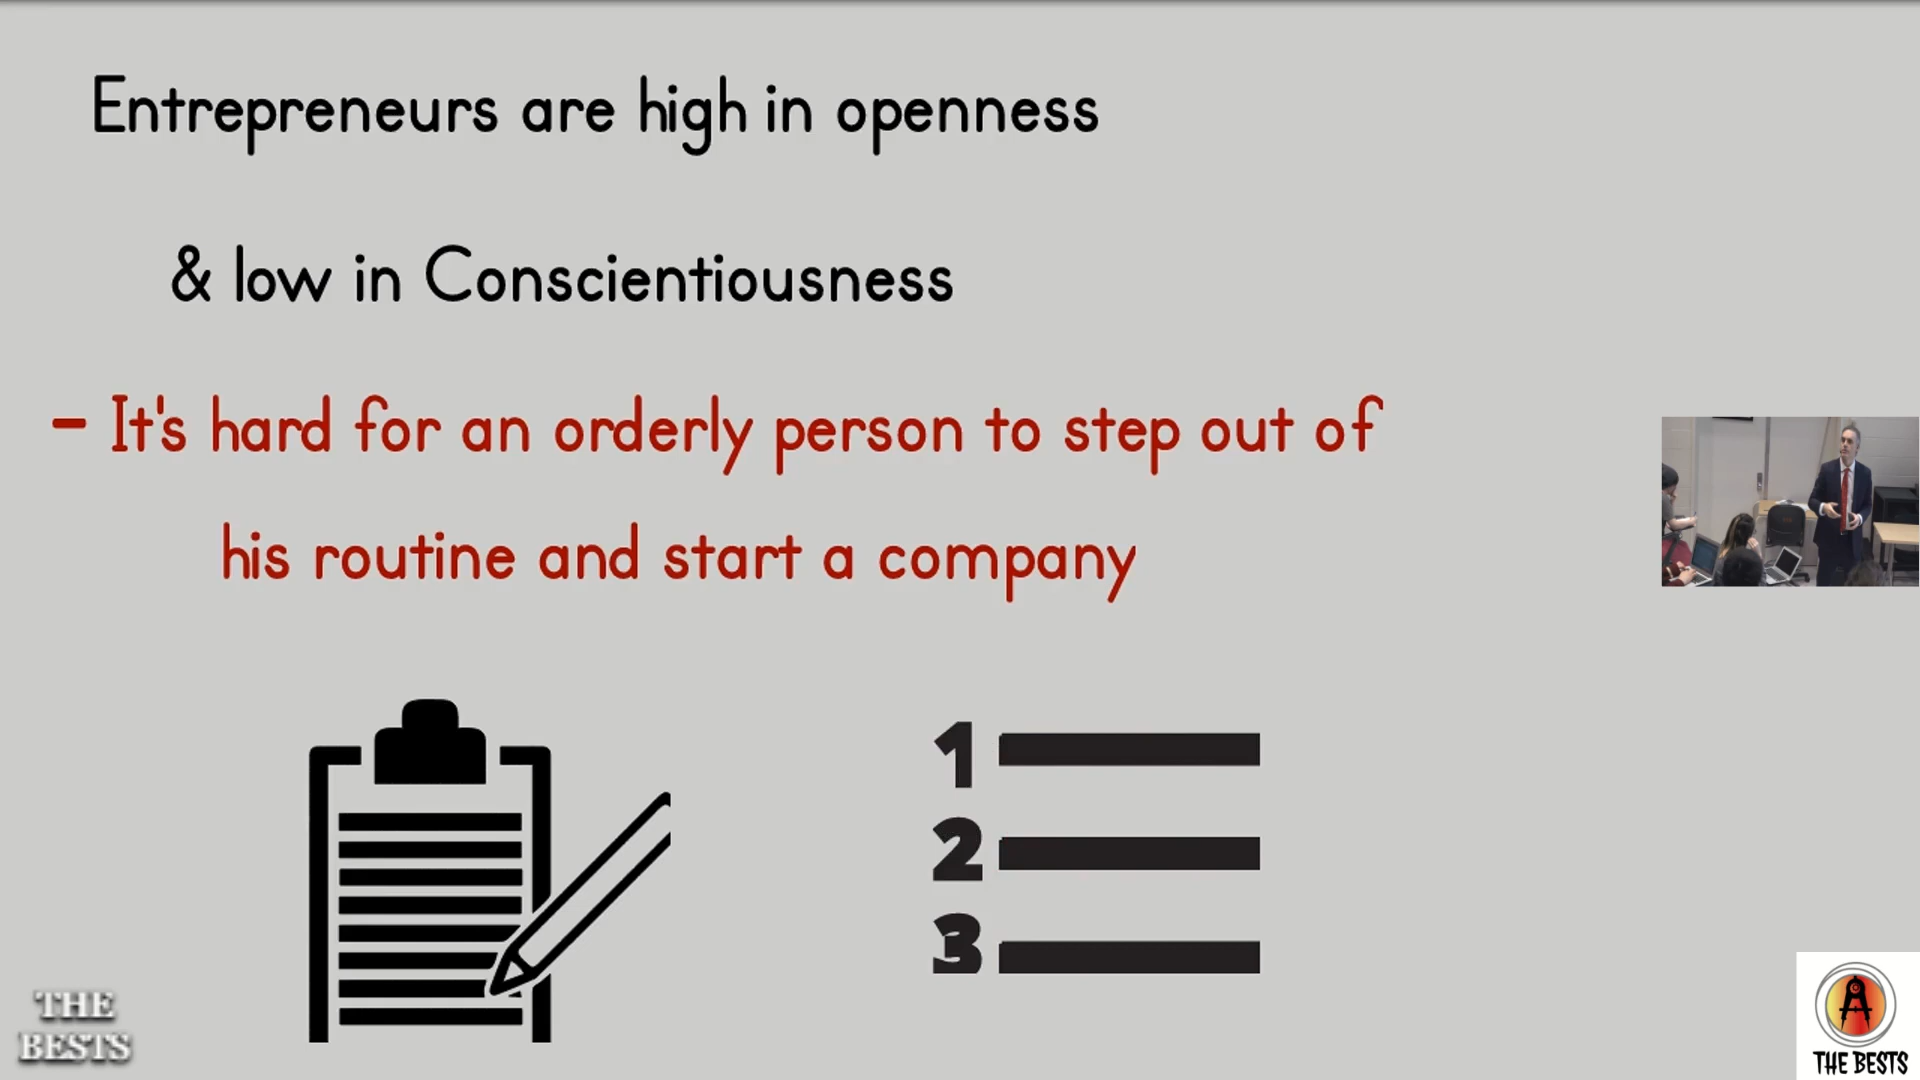 Entrepreneurs are high in openness
& low in Conscientiousness
- It's hard for an orderly person to step out of
his routine and start a company
1
2
3
THE
BESTS
THE BESTS